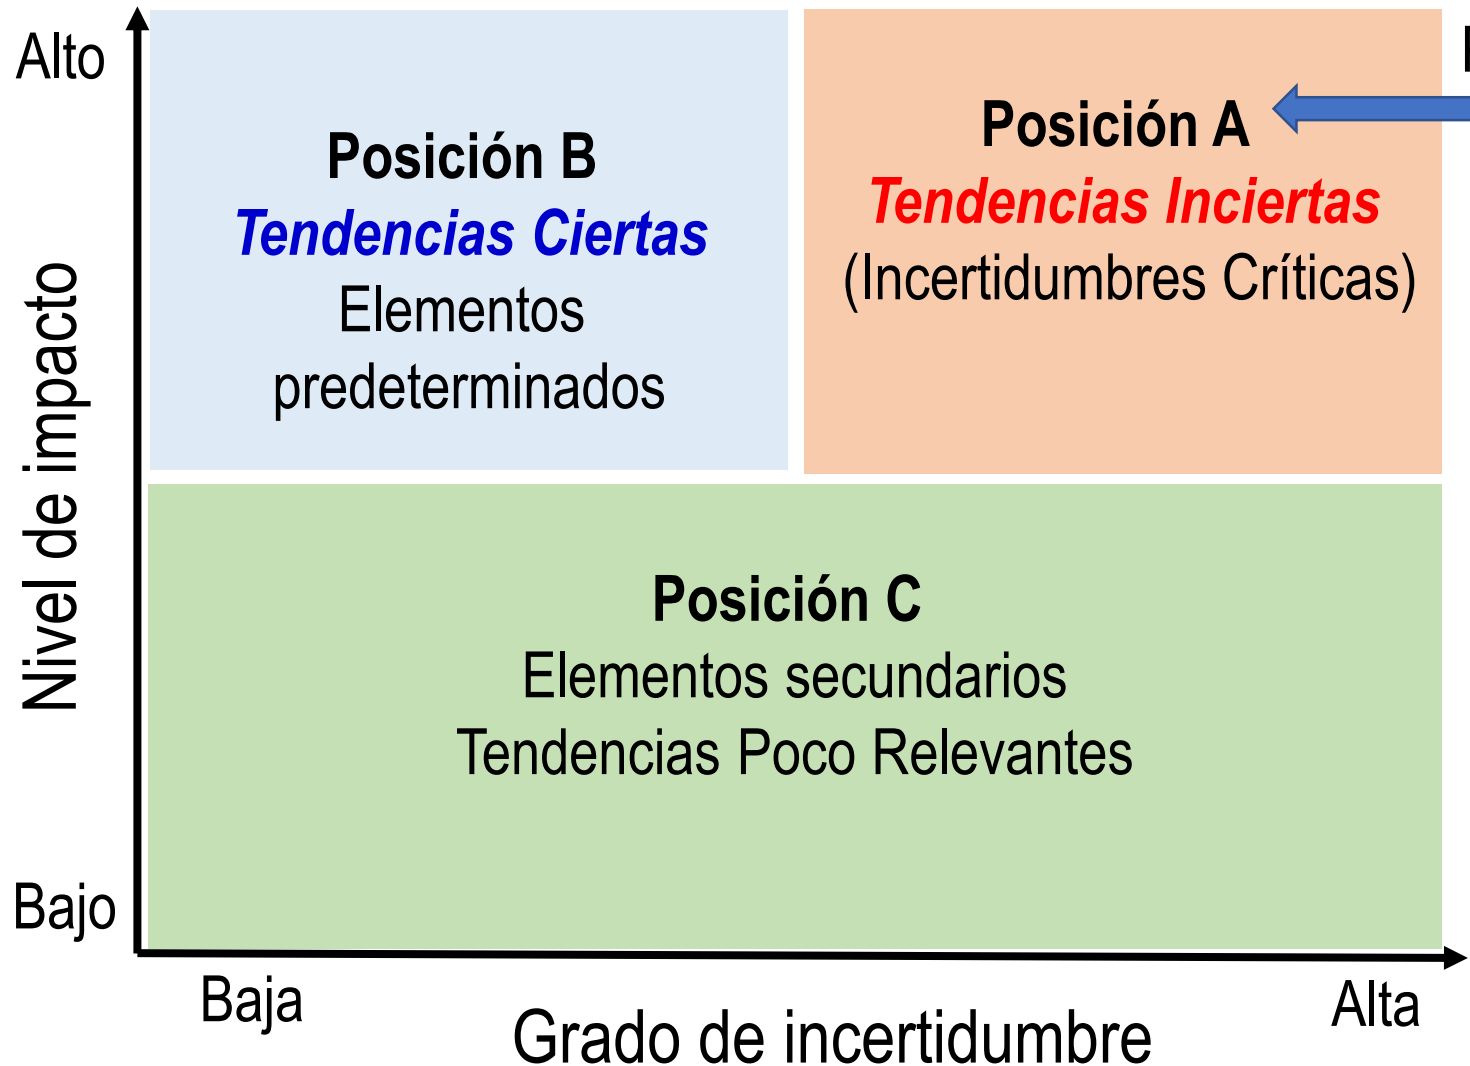 Alto
Posición B
Tendencias Ciertas
Elementos
predeterminados
Posición A
Tendencias Inciertas
(Incertidumbres Críticas)
Nivel de impacto
Posición C
Elementos secundarios
Tendencias Poco Relevantes
Bajo
Baja
Alta
Grado de incertidumbre